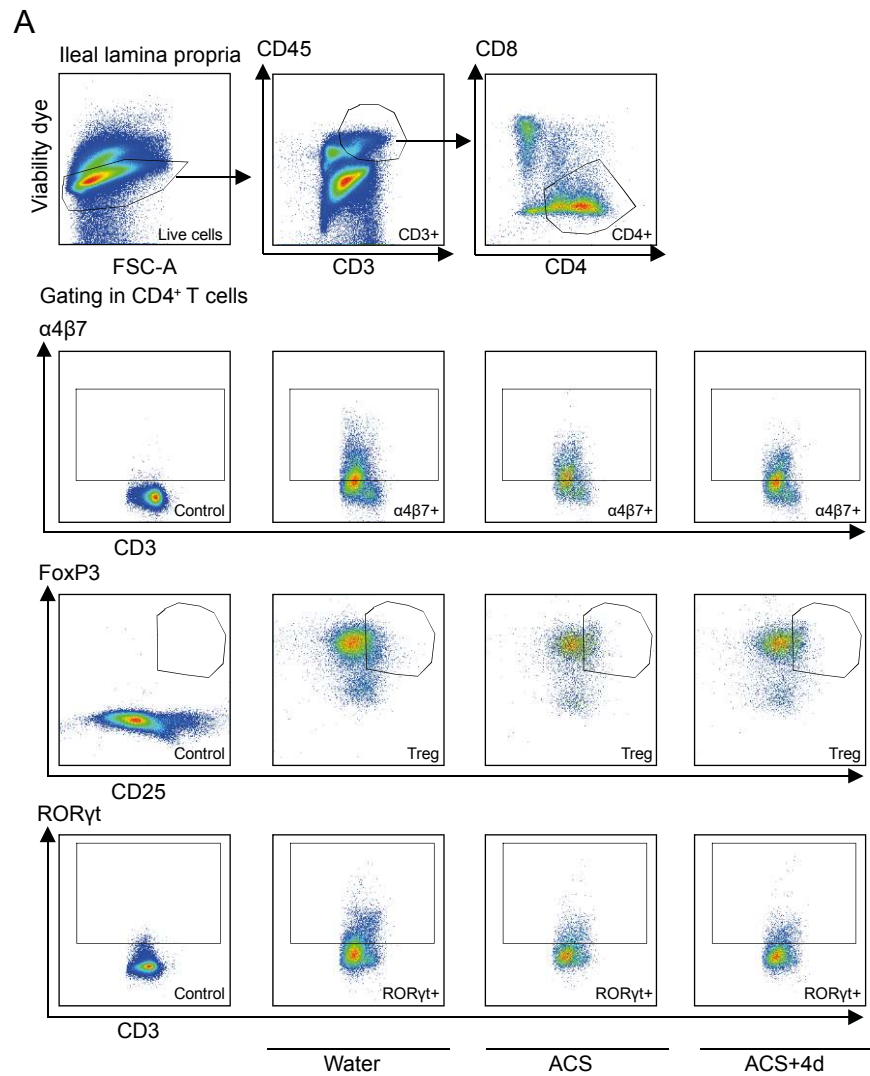 A
Ileal lamina propria
CD45
CD8
Viability dye
Live cells
CD3+
CD4+
FSC-A
CD3
CD4
Gating in CD4⁺ T cells
α4β7
Control
α4β7+
α4β7+
α4β7+
CD3
FoxP3
Control
Treg
Treg
Treg
CD25
RORγt
Control
RORγt+
RORγt+
RORγt+
CD3
Water
ACS
ACS+4d